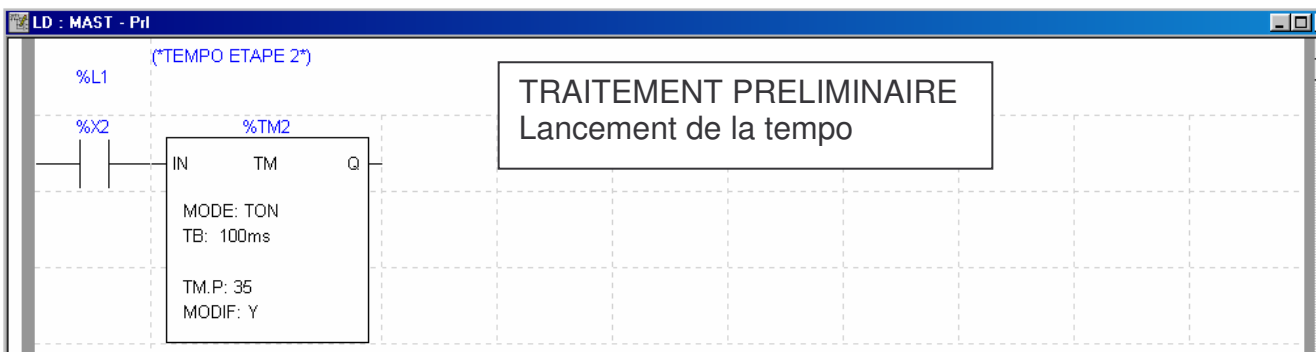 LD : MAST - Prl
(*TEMPO ETAPE 2*)
%L1
TRAITEMENT PRELIMINAIRE
Lancement de la tempo
%X2
%TM2
IN TM Q
MODE: TON
TB: 100ms
TM.P: 35
MODIF: Y